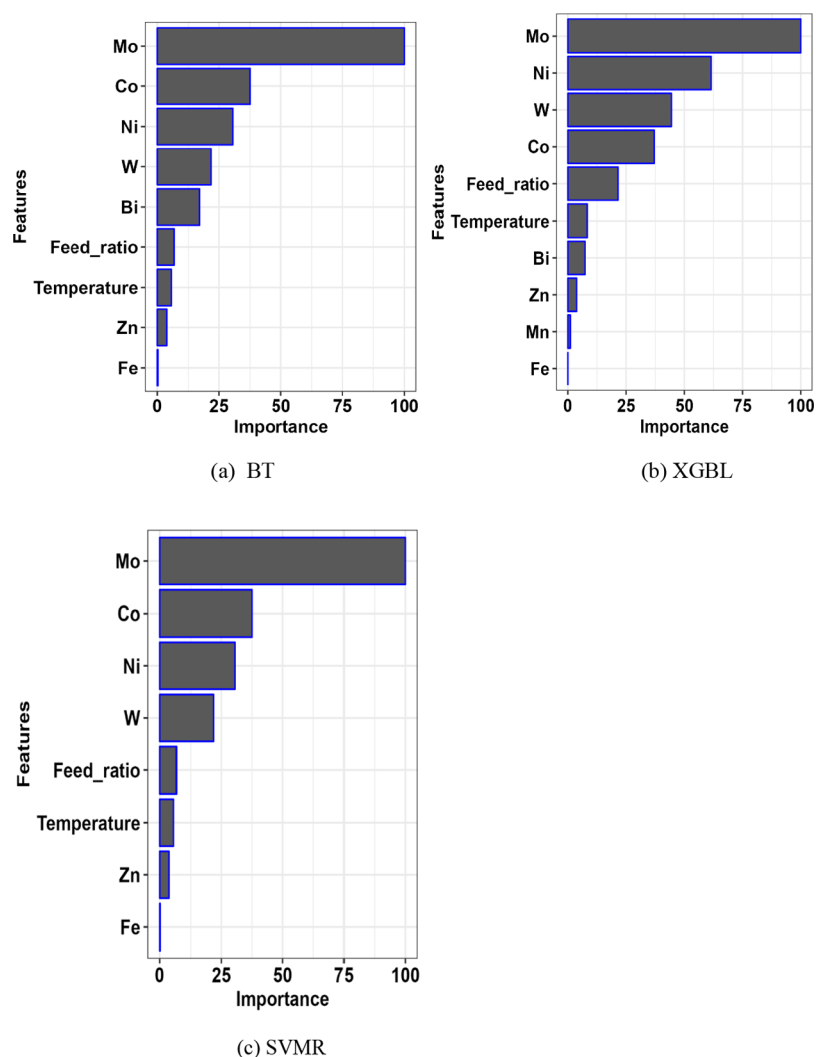 Features
Mo
Co
Ni
W
Bi
Feed_ratio
Temperature
Zn
Fe
0 25 50 75 100
Importance
(a) BT
Features
Mo
Ni
W
Co
Feed_ratio
Temperature
Bi
Zn
Mn
Fe
0 25 50 75 100
Importance
(b) XGBL
Features
Mo
Co
Ni
W
Feed_ratio
Temperature
Zn
Fe
0 25 50 75 100
Importance
(c) SVMR